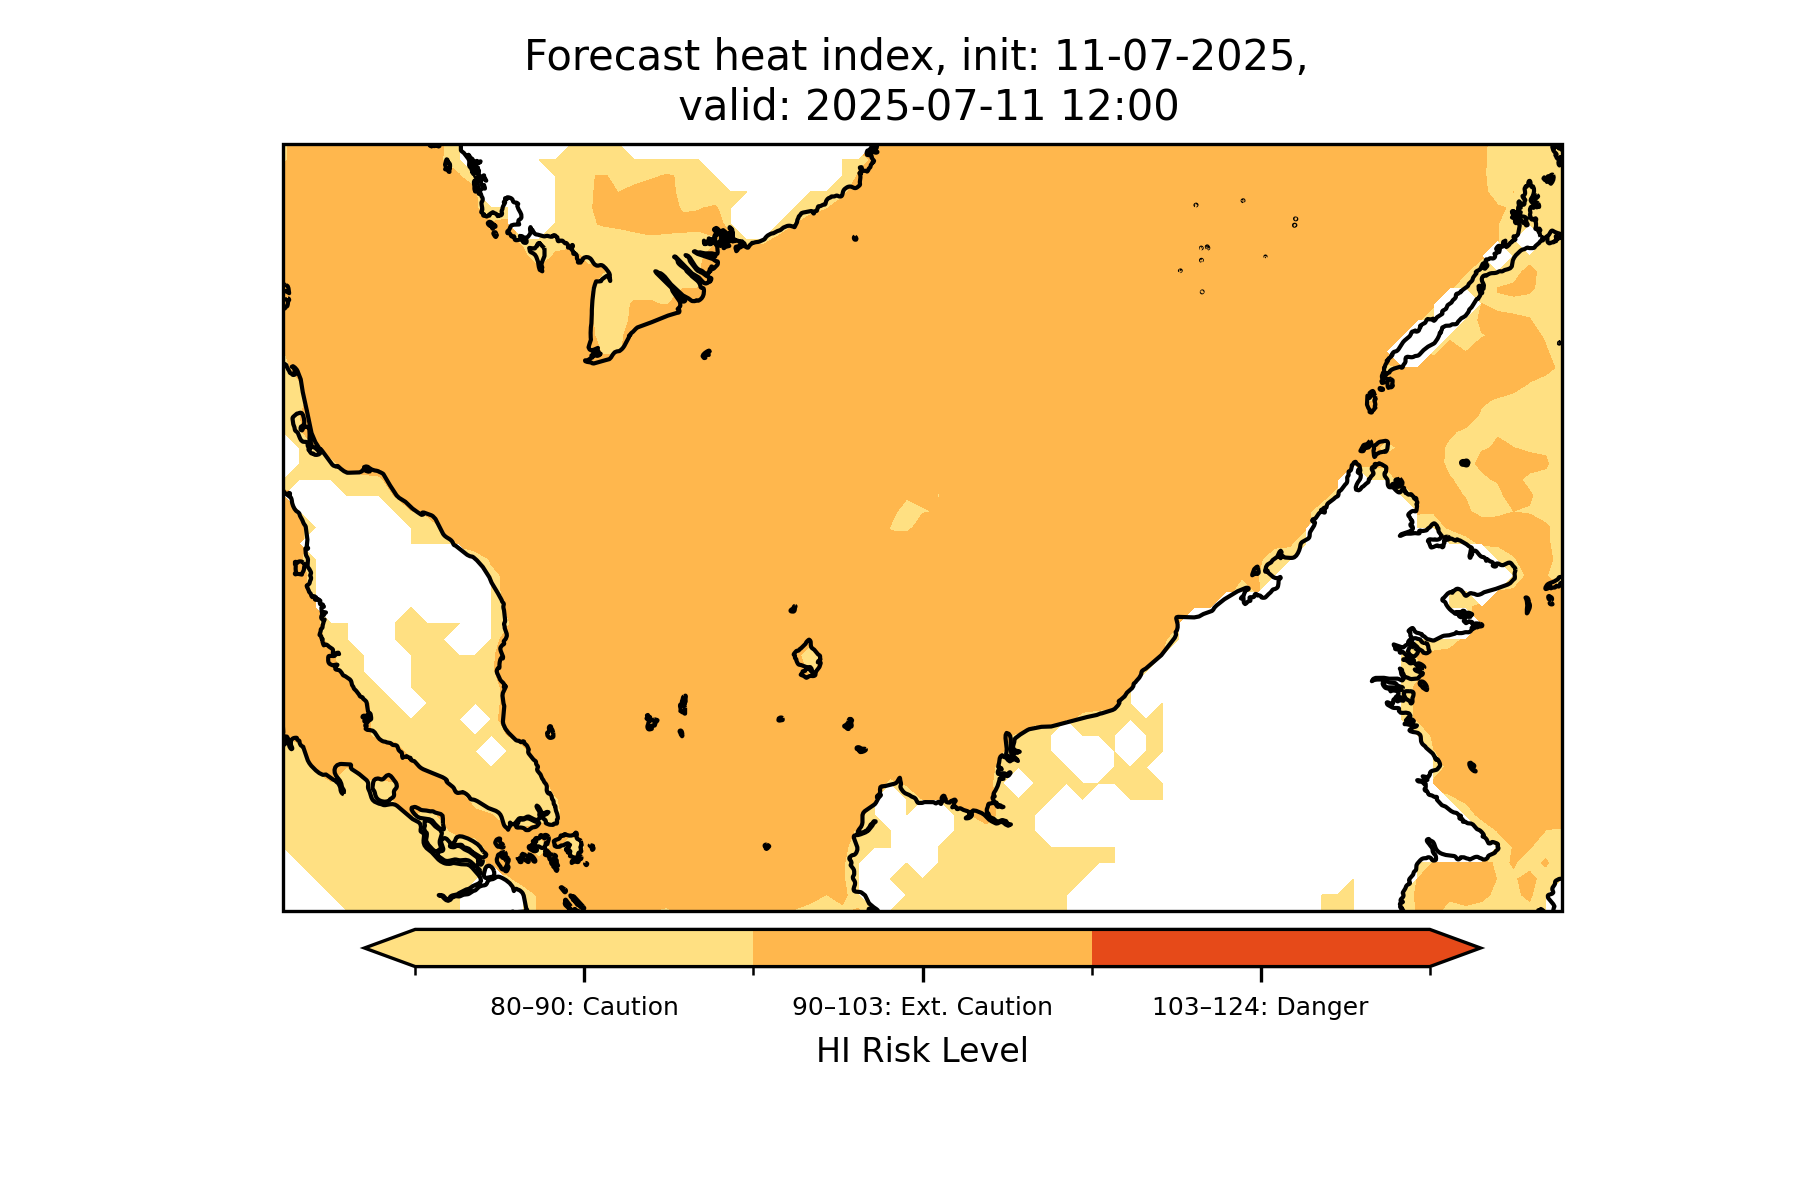 Forecast heat index, init: 11-07-2025,
valid: 2025-07-11 12:00
80–90: Caution
90–103: Ext. Caution
103–124: Danger
HI Risk Level